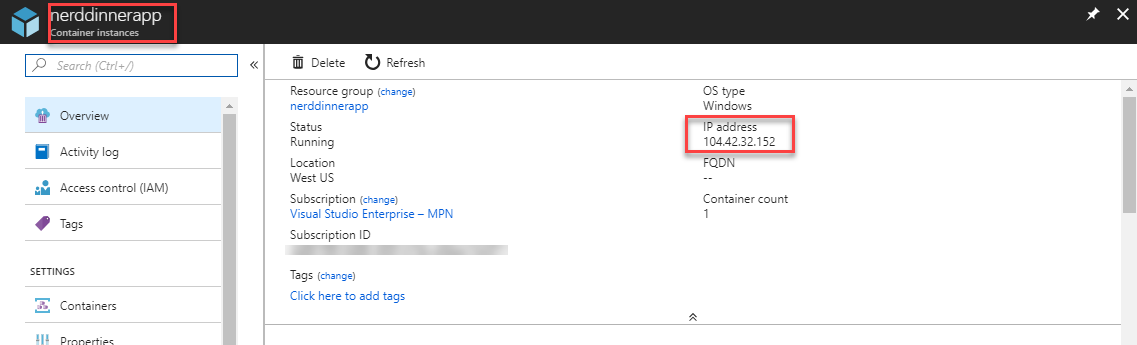 nerddinnerapp
Container instances
Search (Ctrl+/)
Overview
Activity log
Access control (IAM)
Tags
SETTINGS
Containers
Properties
Delete
Refresh
Resource group (change)
nerddinnerapp
Status
Running
Location
West US
Subscription (change)
Visual Studio Enterprise – MPN
Subscription ID
Tags (change)
Click here to add tags
OS type
Windows
IP address
104.42.32.152
FQDN
--
Container count
1